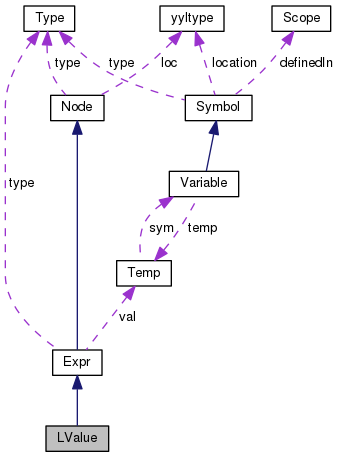 Type yyltype Scope
type loc type location definedIn
Node Symbol
Variable
type sym temp
Temp
val
Expr
LValue